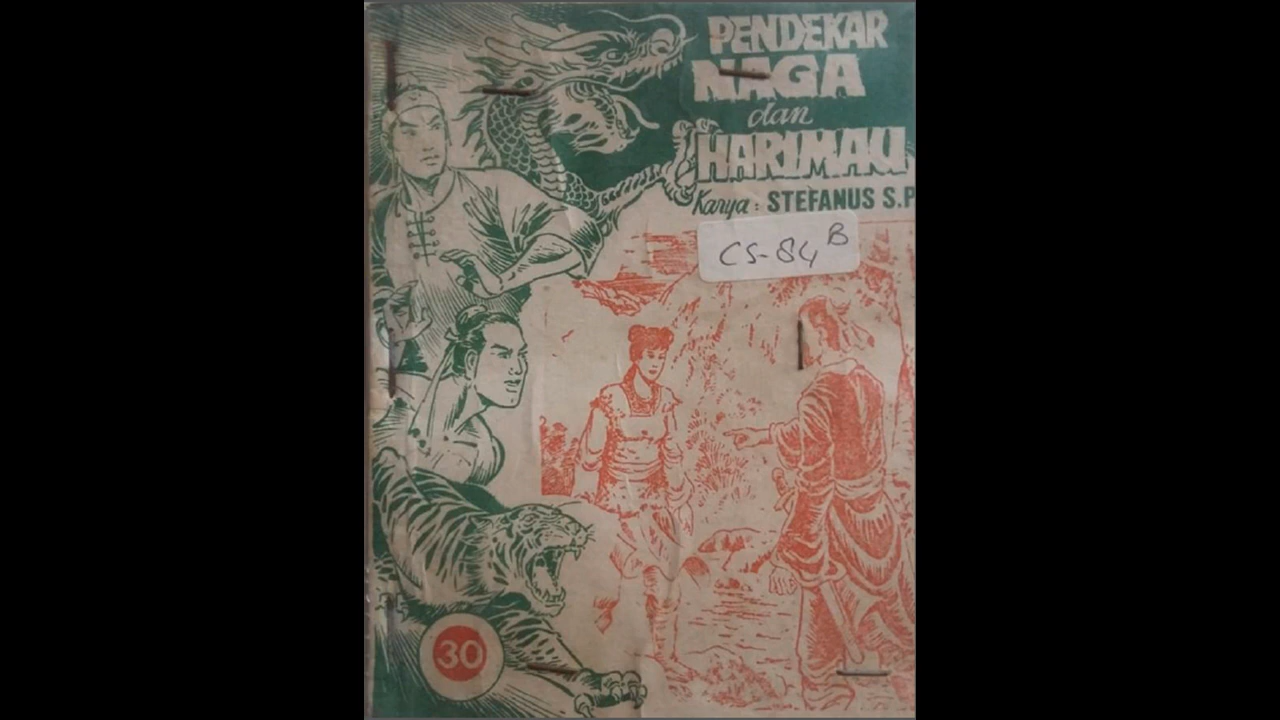 PENDEKAR
NAGA
dan
HARIMAU
Karya : STEFANUS S.P
CS-84 B
30